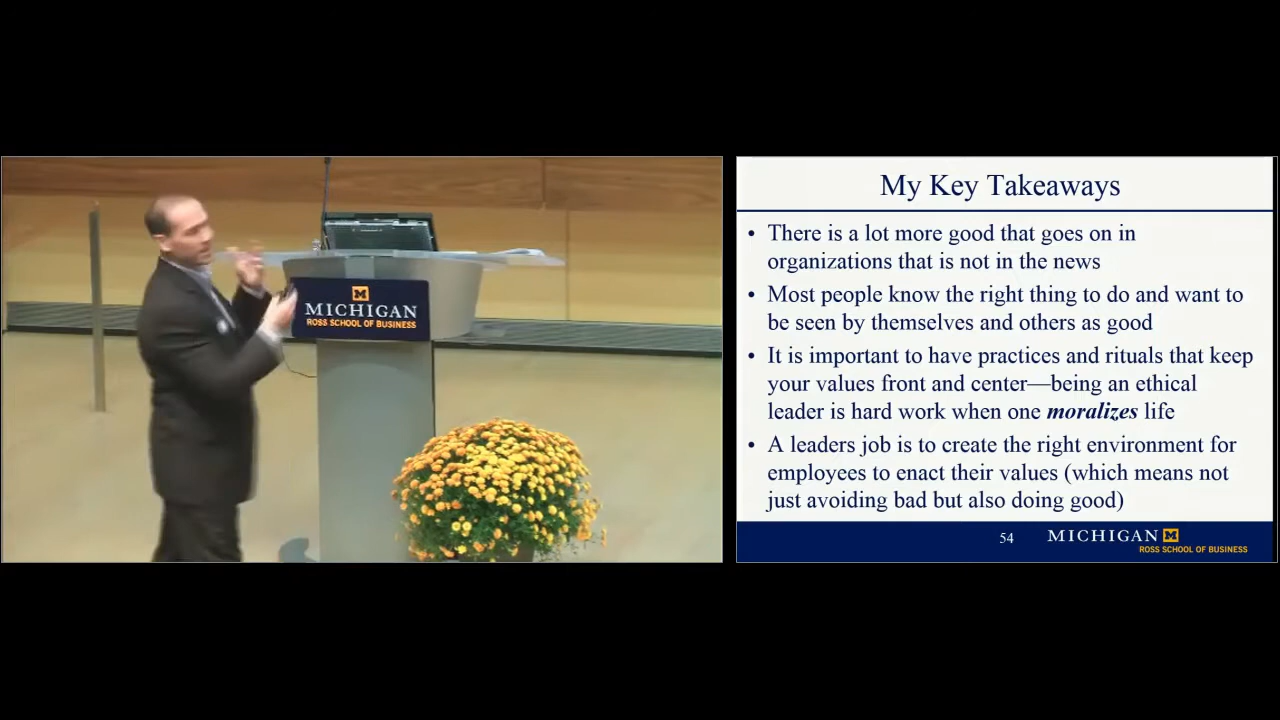 MICHIGAN
ROSS SCHOOL OF BUSINESS
My Key Takeaways
• There is a lot more good that goes on in
organizations that is not in the news
• Most people know the right thing to do and want to
be seen by themselves and others as good
• It is important to have practices and rituals that keep
your values front and center—being an ethical
leader is hard work when one moralizes life
• A leaders job is to create the right environment for
employees to enact their values (which means not
just avoiding bad but also doing good)
54
MICHIGAN M
ROSS SCHOOL OF BUSINESS